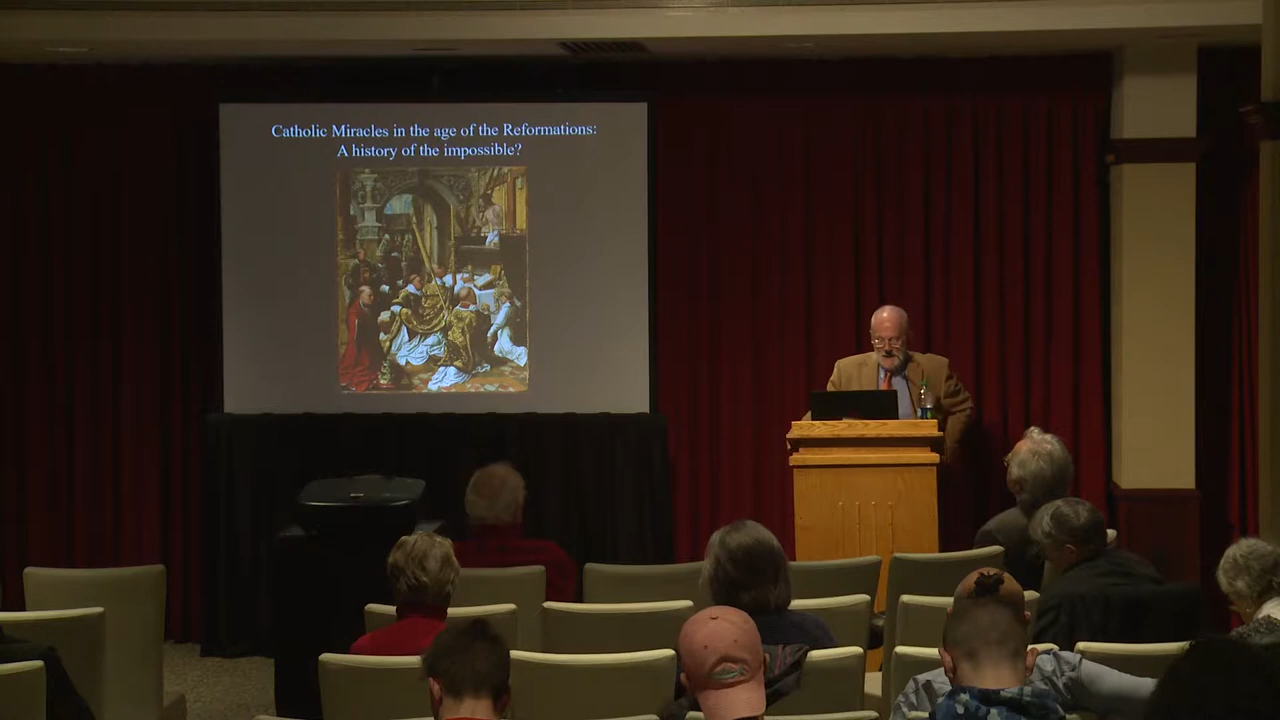 Catholic Miracles in the age of the Reformations:
A history of the impossible?